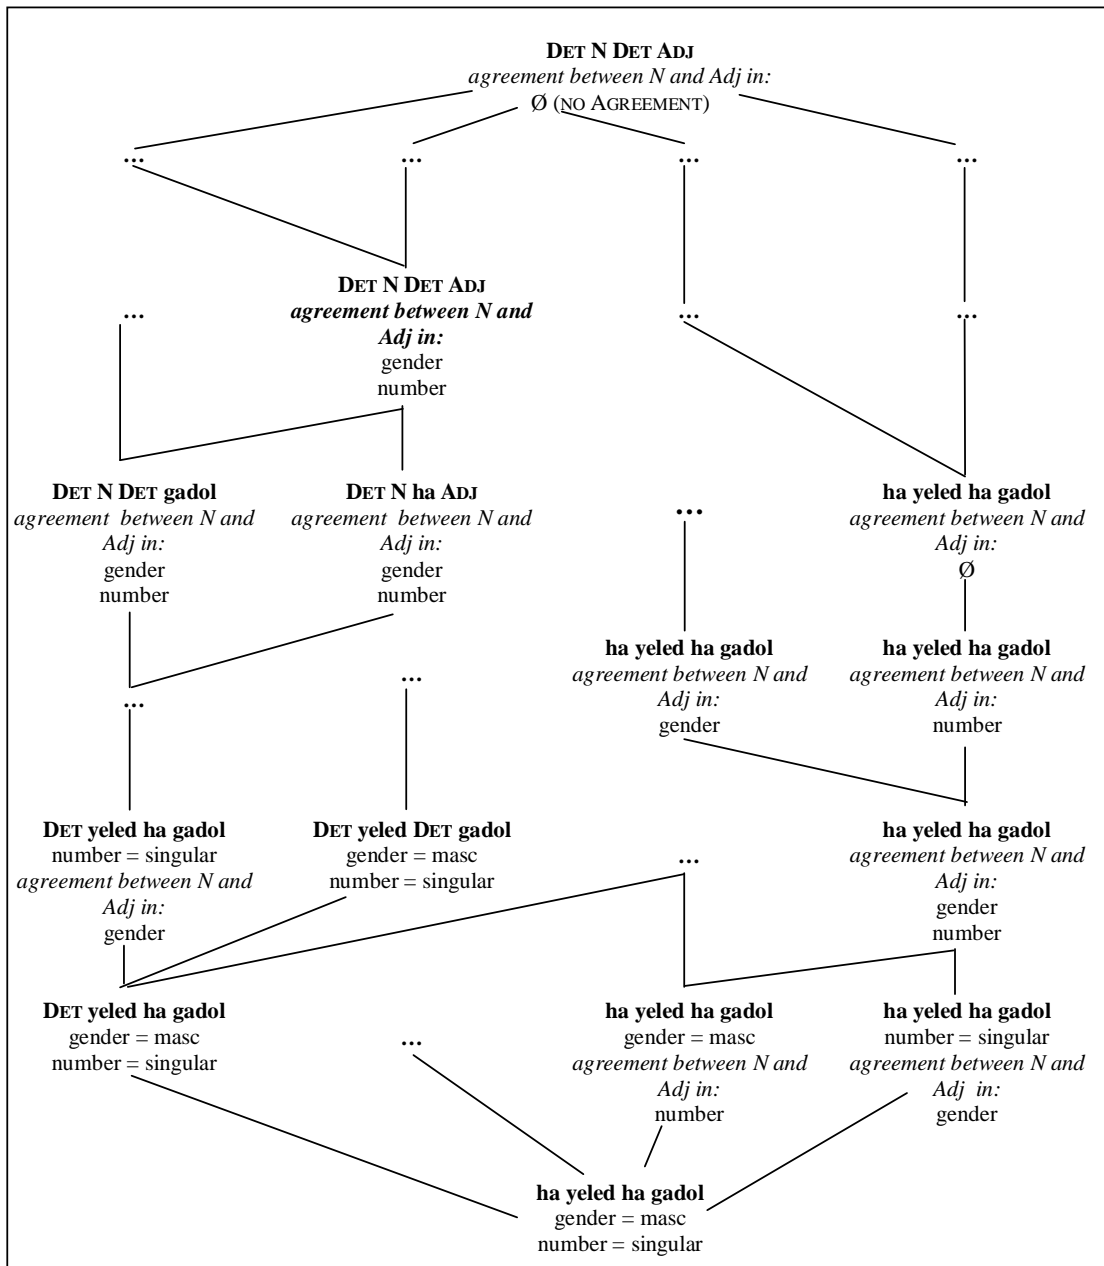 DET N DET ADJ
agreement between N and Adj in:
Ø (NO AGREEMENT)
... ... ... ...
DET N DET ADJ
agreement between N and
Adj in:
gender
number
...
... ...
DET N DET gadol
agreement between N and
Adj in:
gender
number
DET N ha ADJ
agreement between N and
Adj in:
gender
number
...
ha yeled ha gadol
agreement between N and
Adj in:
Ø
ha yeled ha gadol
agreement between N and
Adj in:
gender
ha yeled ha gadol
agreement between N and
Adj in:
number
...
...
DET yeled ha gadol
number = singular
agreement between N and
Adj in:
gender
DET yeled DET gadol
gender = masc
number = singular
...
ha yeled ha gadol
agreement between N and
Adj in:
gender
number
DET yeled ha gadol
gender = masc
number = singular
...
ha yeled ha gadol
gender = masc
agreement between N and
Adj in:
number
ha yeled ha gadol
number = singular
agreement between N and
Adj in:
gender
ha yeled ha gadol
gender = masc
number = singular